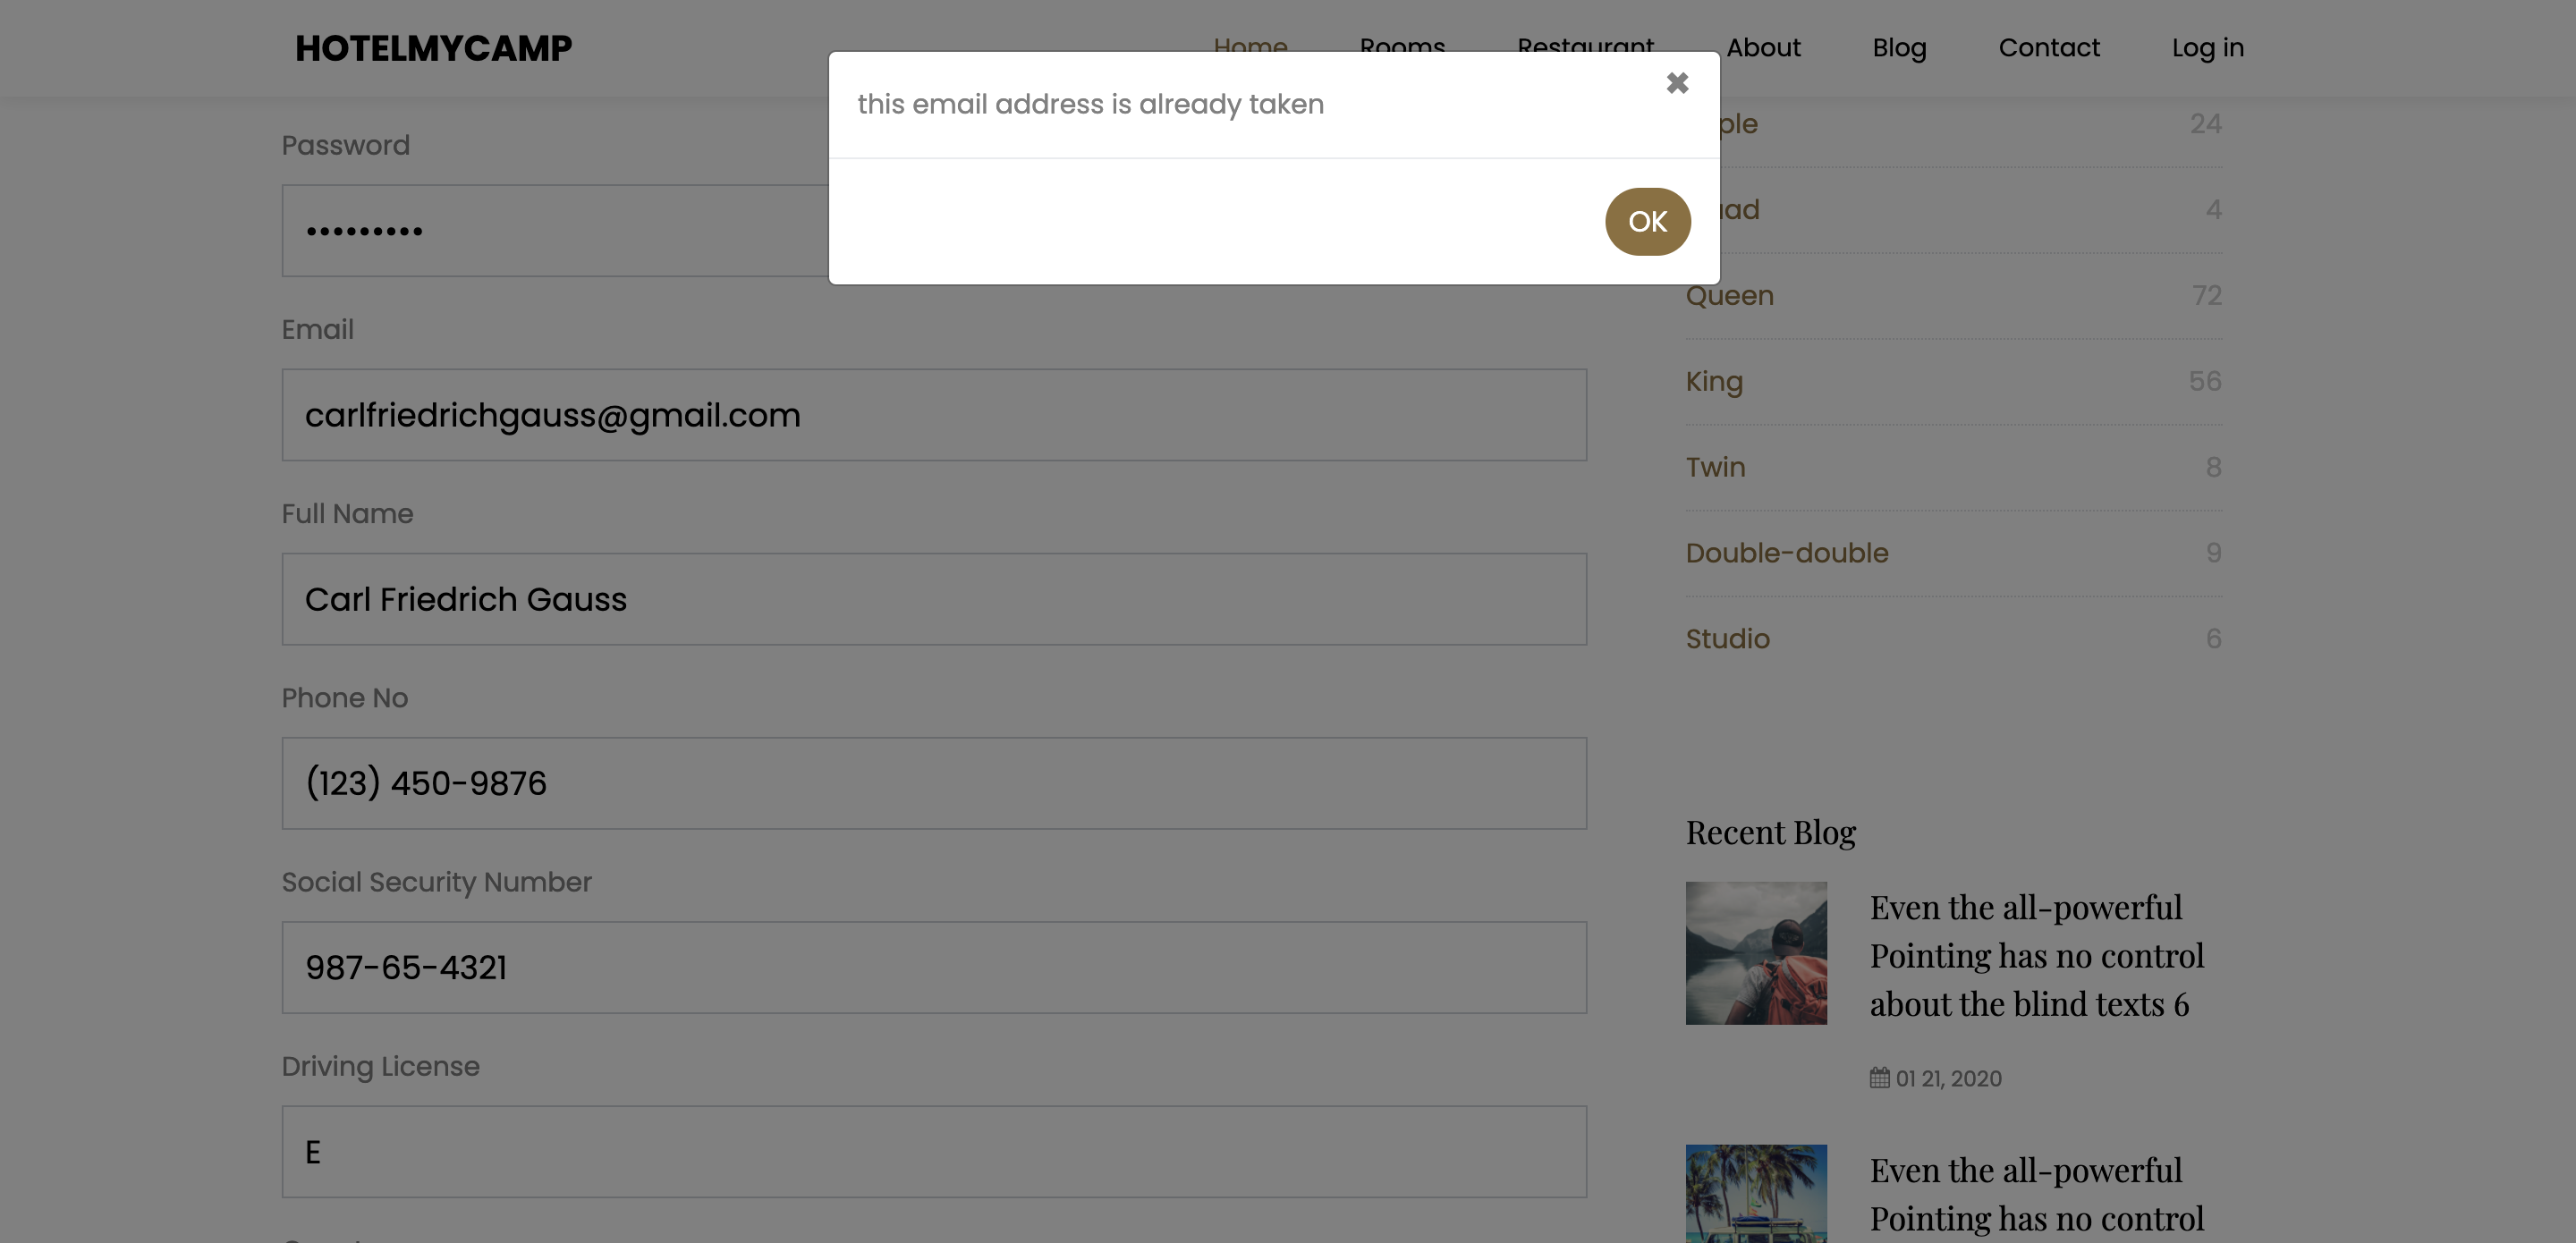 HOTELMYCAMP
Home Rooms Restaurant About Blog Contact Log in
this email address is already taken
✖
OK
Password
•••••••••
Email
carlfriedrichgauss@gmail.com
Full Name
Carl Friedrich Gauss
Phone No
(123) 450-9876
Social Security Number
987-65-4321
Driving License
E
ple 24
ad 4
Queen 72
King 56
Twin 8
Double-double 9
Studio 6
Recent Blog
Even the all-powerful
Pointing has no control
about the blind texts 6
01 21, 2020
Even the all-powerful
Pointing has no control